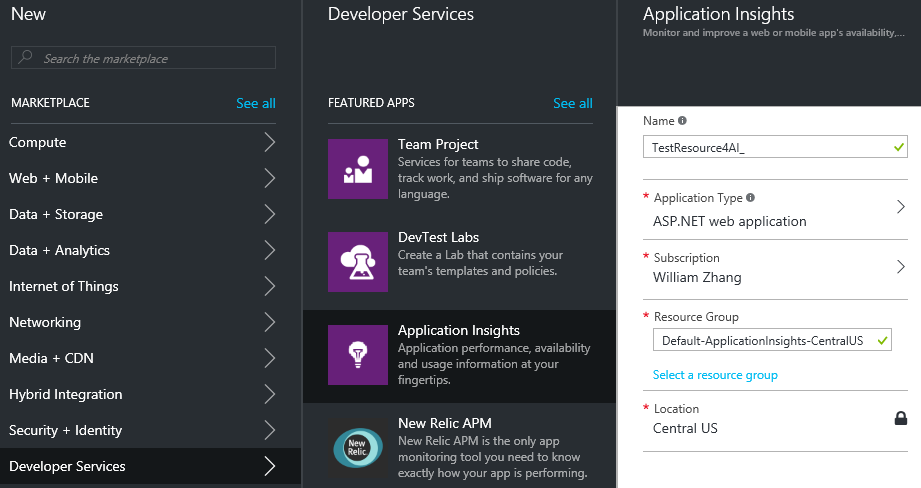 New
Search the marketplace
MARKETPLACE
See all
Compute
Web + Mobile
Data + Storage
Data + Analytics
Internet of Things
Networking
Media + CDN
Hybrid Integration
Security + Identity
Developer Services
Developer Services
FEATURED APPS
See all
Team Project
Services for teams to share code,
track work, and ship software for any
language.
DevTest Labs
Create a Lab that contains your
team's templates and policies.
Application Insights
Application performance, availability
and usage information at your
fingertips.
New
Relic.
New Relic APM
New Relic APM is the only app
monitoring tool you need to know
exactly how your app is performing.
Application Insights
Monitor and improve a web or mobile app's availability,...
Name
TestResource4AI_
* Application Type
ASP.NET web application
* Subscription
William Zhang
* Resource Group
Default-ApplicationInsights-CentralUS
Select a resource group
* Location
Central US